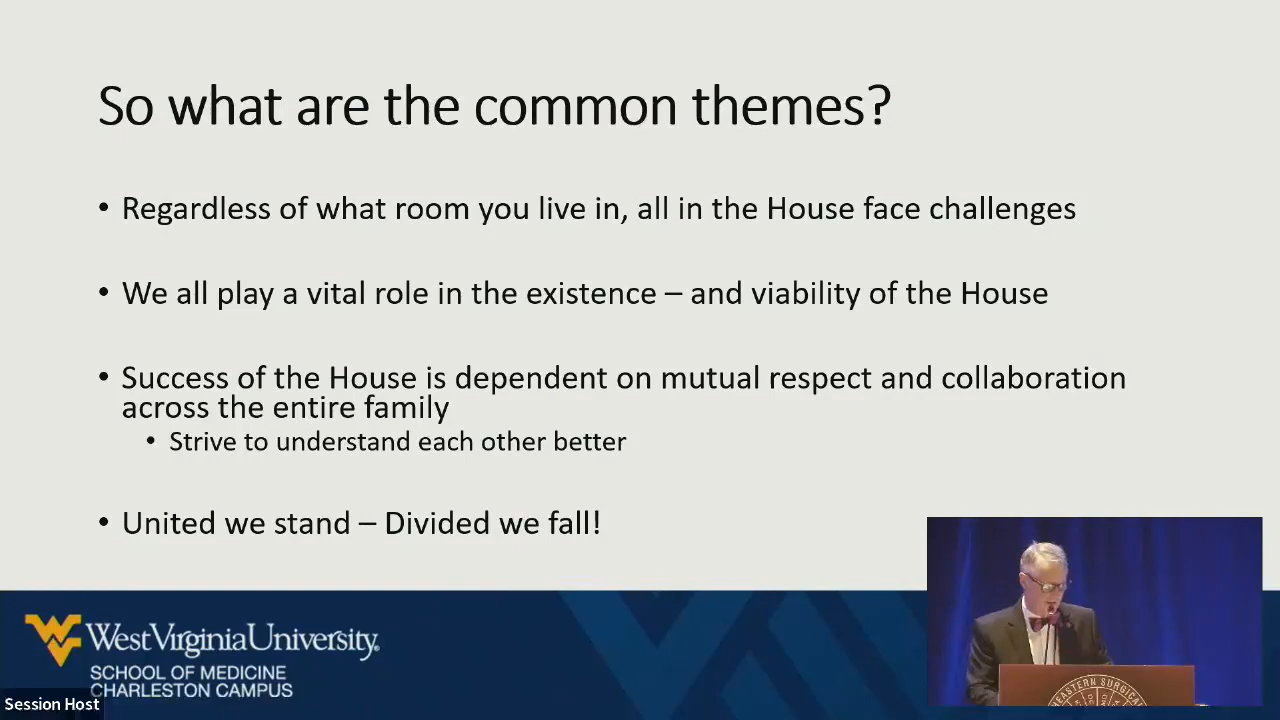 So what are the common themes?
• Regardless of what room you live in, all in the House face challenges
• We all play a vital role in the existence – and viability of the House
• Success of the House is dependent on mutual respect and collaboration
across the entire family
• Strive to understand each other better
• United we stand – Divided we fall!
WestVirginiaUniversity.
SCHOOL OF MEDICINE
CHARLESTON CAMPUS
Session Host
EASTERN SURGICA